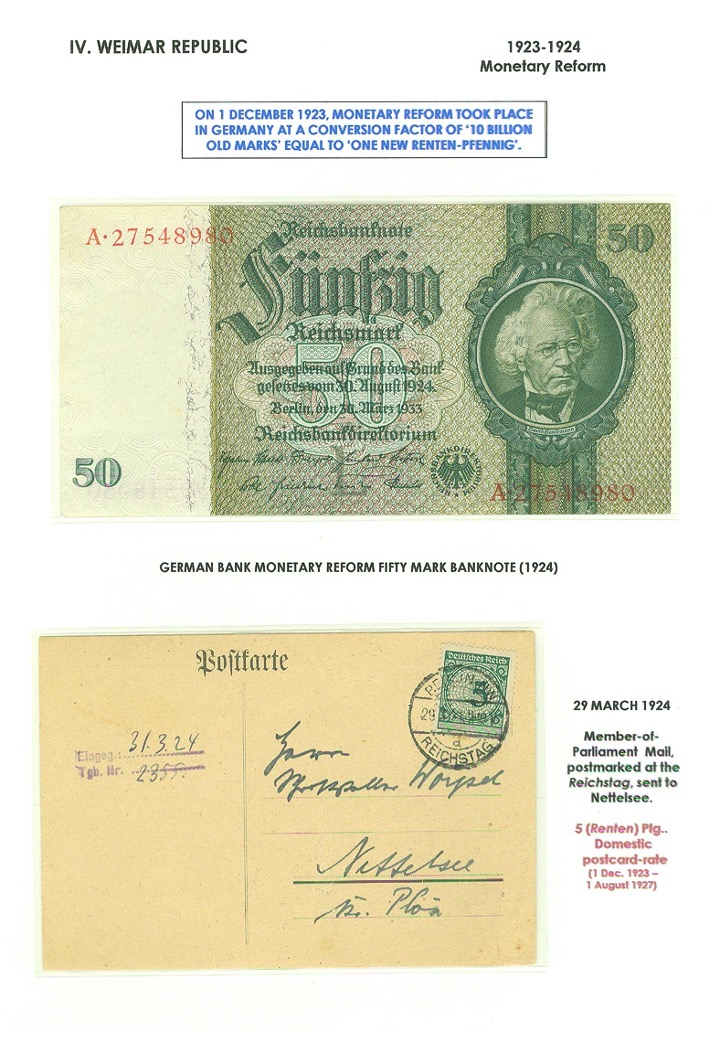 IV. WEIMAR REPUBLIC
1923-1924
Monetary Reform
ON 1 DECEMBER 1923, MONETARY REFORM TOOK PLACE
IN GERMANY AT A CONVERSION FACTOR OF ‘10 BILLION
OLD MARKS’ EQUAL TO ‘ONE NEW RENTEN-PFENNIG’.
A·27548980
Reichsbanknote
50
Fünfzig
Reichsmark
50
Ausgegeben auf Grund des Bank-
gesetzes vom 30. August 1924.
Berlin, den 30. März 1933
Reichsbankdirektorium
50
A·27548980
GERMAN BANK MONETARY REFORM FIFTY MARK BANKNOTE (1924)
Postkarte
Deutsches Reich
5
29
a
REICHSTAG
31.3.24
Eingeg.:
Tgb. Nr.
Herrn
Nettelsee
Kr. Plön
29 MARCH 1924
Member-of-
Parliament Mail,
postmarked at the
Reichstag, sent to
Nettelsee.
5 (Renten) Pfg..
Domestic
postcard-rate
(1 Dec. 1923 –
1 August 1927)